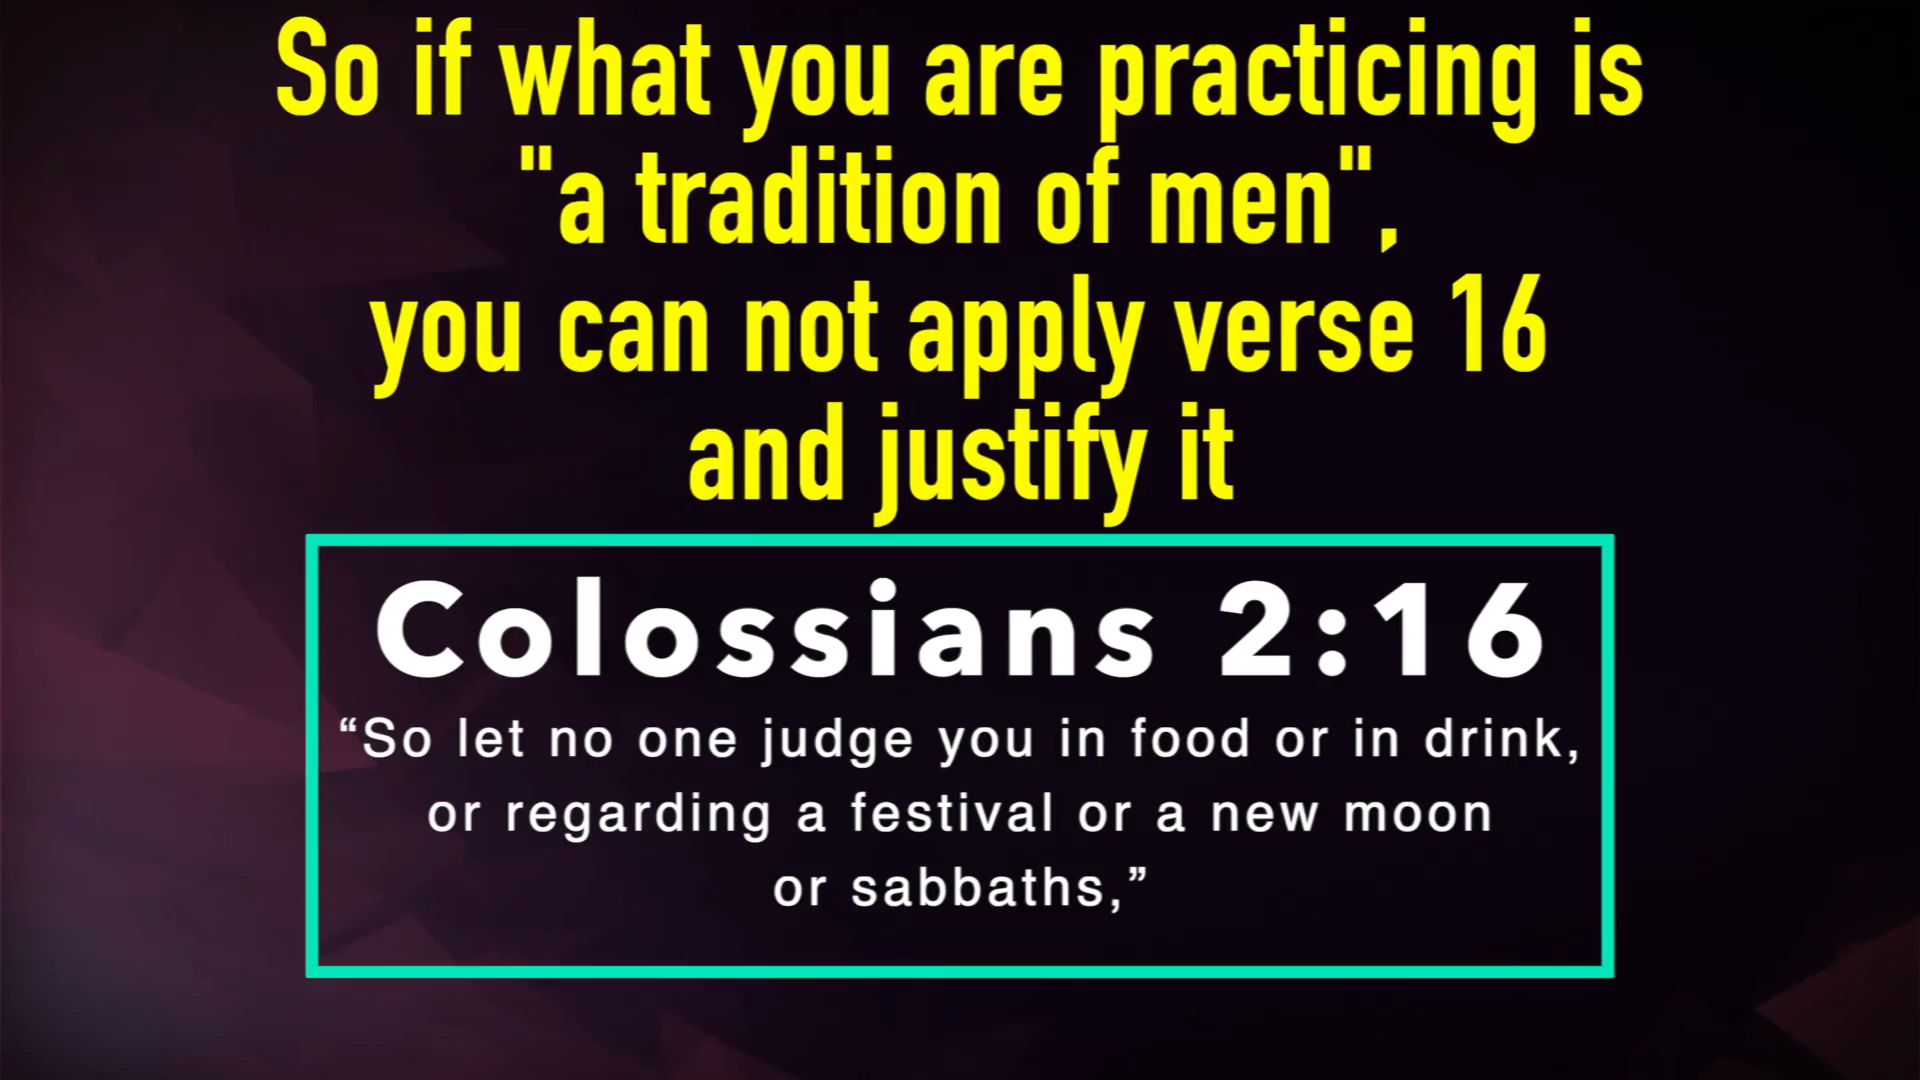 So if what you are practicing is
"a tradition of men",
you can not apply verse 16
and justify it
Colossians 2:16
“So let no one judge you in food or in drink,
or regarding a festival or a new moon
or sabbaths,”